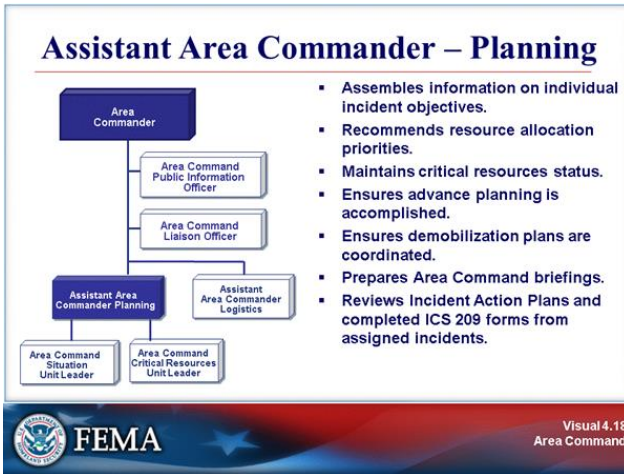 Assistant Area Commander – Planning
Area
Commander
Area Command
Public Information
Officer
Area Command
Liaison Officer
Assistant Area
Commander Planning
Assistant
Area Commander
Logistics
Area Command
Situation
Unit Leader
Area Command
Critical Resources
Unit Leader
▪ Assembles information on individual
incident objectives.
▪ Recommends resource allocation
priorities.
▪ Maintains critical resources status.
▪ Ensures advance planning is
accomplished.
▪ Ensures demobilization plans are
coordinated.
▪ Prepares Area Command briefings.
▪ Reviews Incident Action Plans and
completed ICS 209 forms from
assigned incidents.
FEMA
Visual 4.18
Area Command